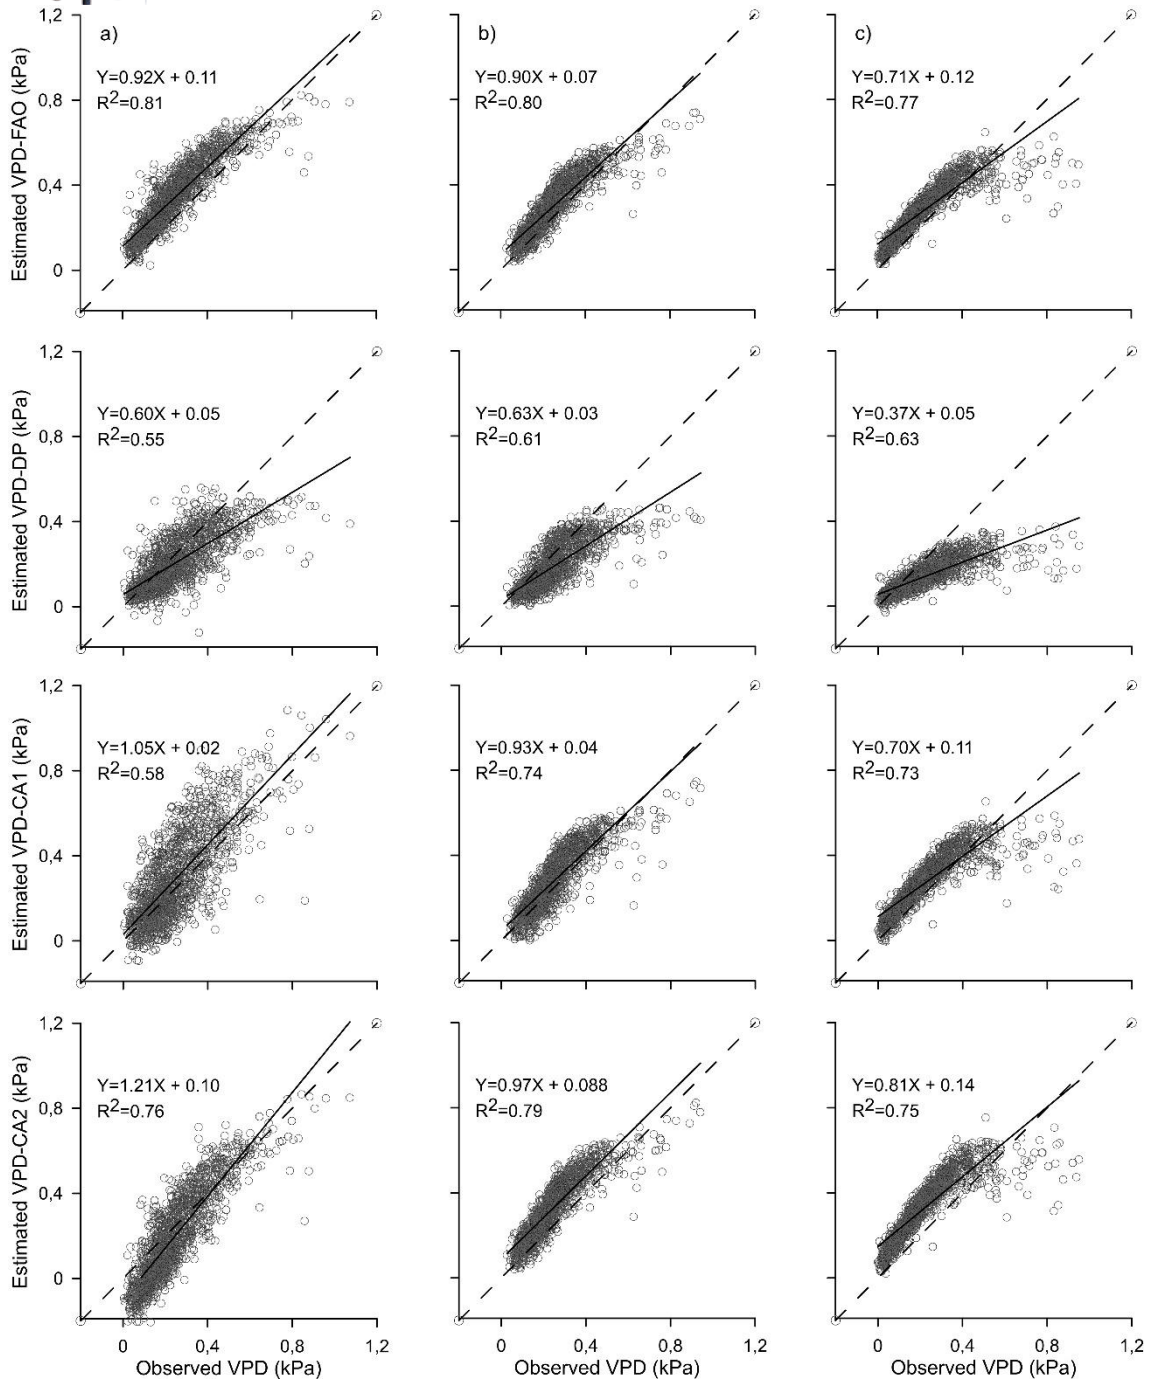 a)
b)
c)
Y=0.92X + 0.11
R²=0.81
Y=0.90X + 0.07
R²=0.80
Y=0.71X + 0.12
R²=0.77
Estimated VPD-FAO (kPa)
1,2
0,8
0,4
0
Y=0.60X + 0.05
R²=0.55
Y=0.63X + 0.03
R²=0.61
Y=0.37X + 0.05
R²=0.63
Estimated VPD-DP (kPa)
1,2
0,8
0,4
0
Y=1.05X + 0.02
R²=0.58
Y=0.93X + 0.04
R²=0.74
Y=0.70X + 0.11
R²=0.73
Estimated VPD-CA1 (kPa)
1,2
0,8
0,4
0
Y=1.21X + 0.10
R²=0.76
Y=0.97X + 0.088
R²=0.79
Y=0.81X + 0.14
R²=0.75
Estimated VPD-CA2 (kPa)
1,2
0,8
0,4
0
0 0,4 0,8 1,2
0 0,4 0,8 1,2
0 0,4 0,8 1,2
Observed VPD (kPa)
Observed VPD (kPa)
Observed VPD (kPa)